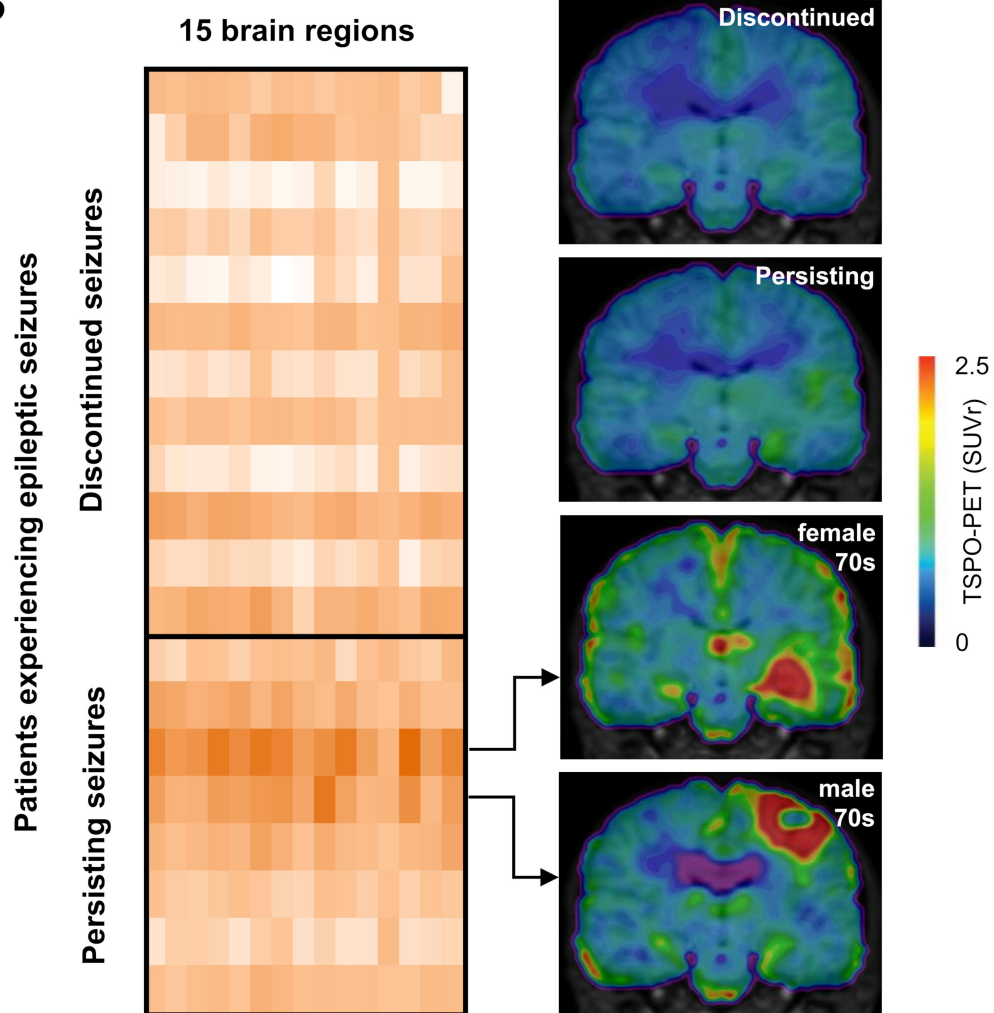 15 brain regions
Patients experiencing epileptic seizures
Discontinued seizures
Persisting seizures
Discontinued
Persisting
female
70s
male
70s
2.5
TSPO-PET (SUVr)
0